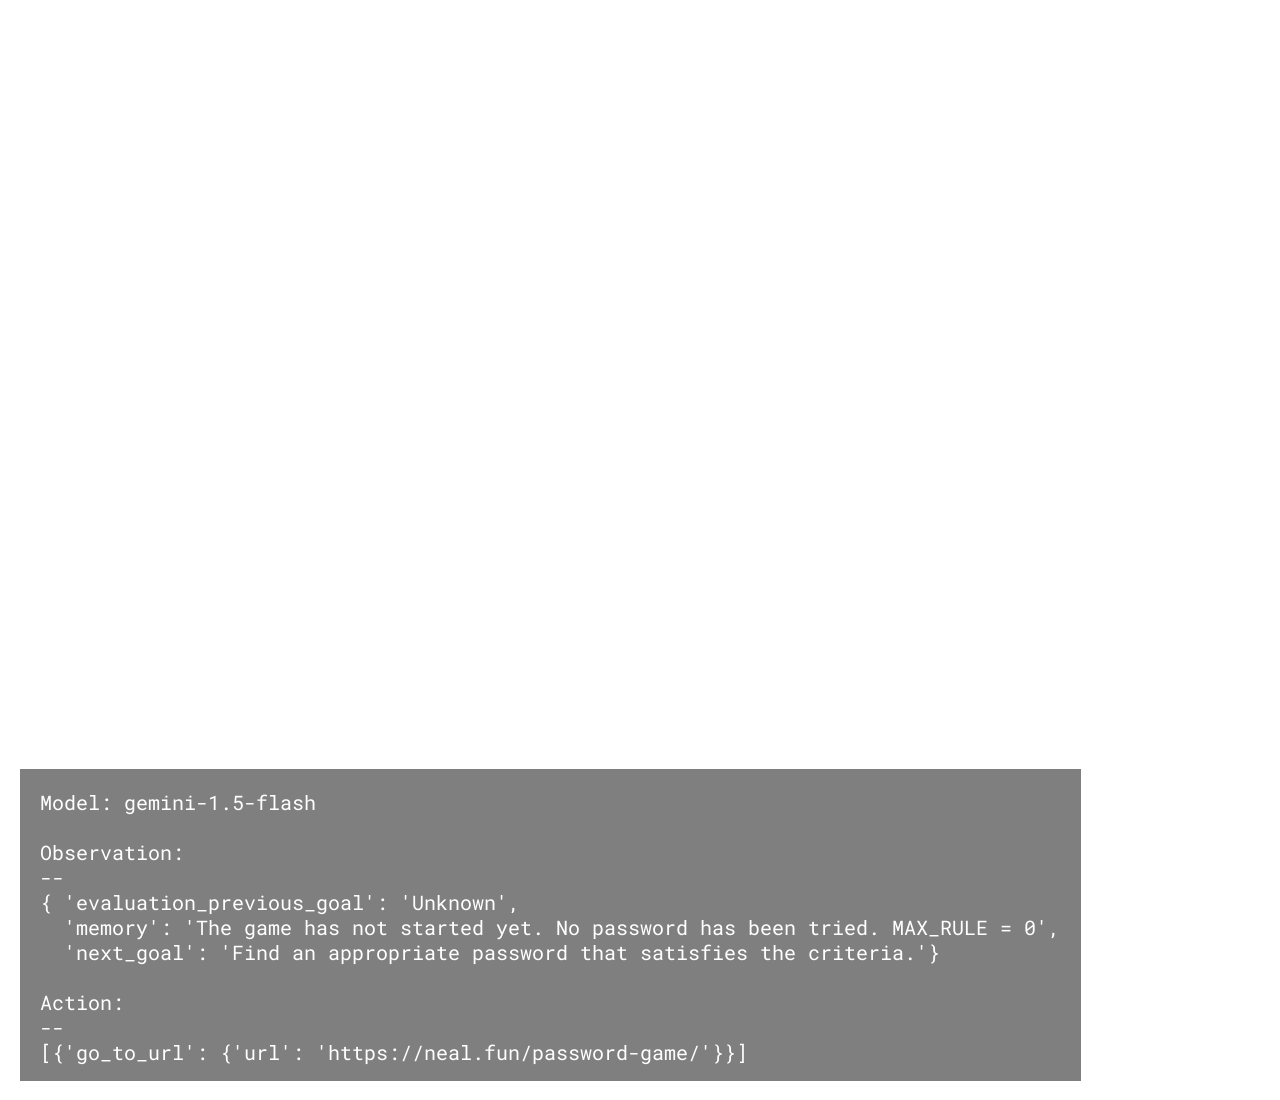 Model: gemini-1.5-flash
Observation:
--
{ 'evaluation_previous_goal': 'Unknown',
'memory': 'The game has not started yet. No password has been tried. MAX_RULE = 0',
'next_goal': 'Find an appropriate password that satisfies the criteria.'}
Action:
--
[{'go_to_url': {'url': 'https://neal.fun/password-game/'}}]